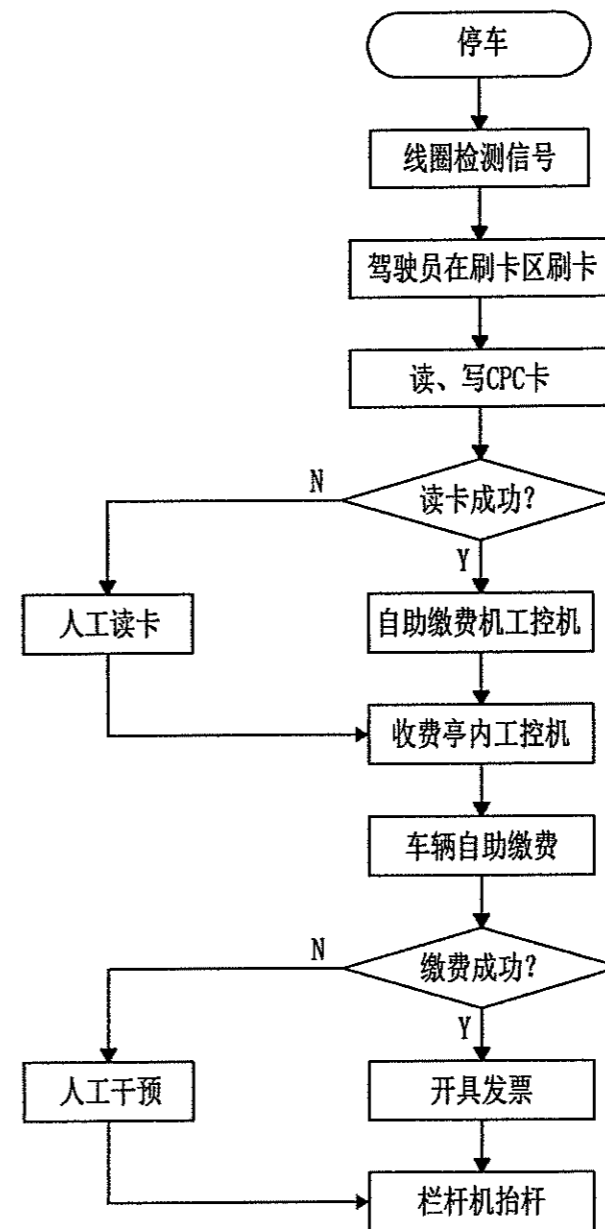 停车
线圈检测信号
驾驶员在刷卡区刷卡
读、写CPC卡
读卡成功?
N
Y
人工读卡
自助缴费机工控机
收费亭内工控机
车辆自助缴费
缴费成功?
N
Y
人工干预
开具发票
栏杆机抬杆